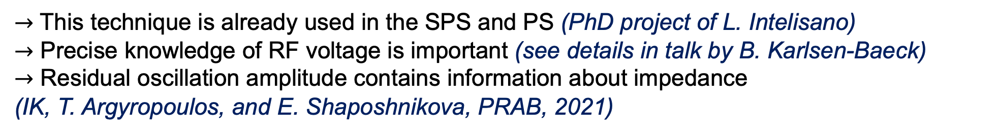 → This technique is already used in the SPS and PS (PhD project of L. Intelisano)
→ Precise knowledge of RF voltage is important (see details in talk by B. Karlsen-Baeck)
→ Residual oscillation amplitude contains information about impedance
(IK, T. Argyropoulos, and E. Shaposhnikova, PRAB, 2021)